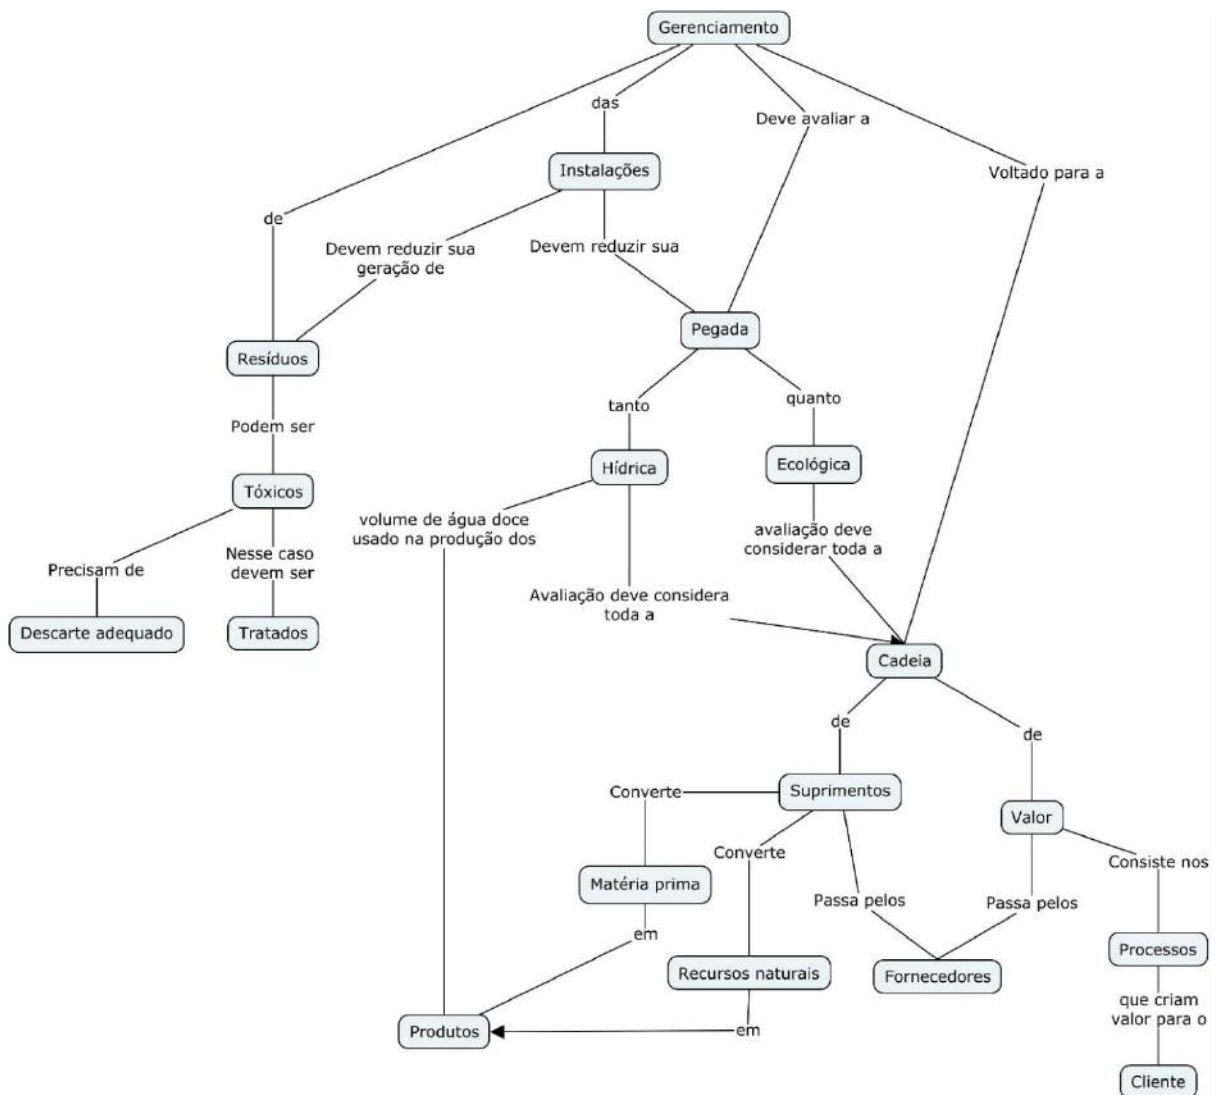 Gerenciamento
das
Deve avaliar a
Instalações
Voltado para a
de
Devem reduzir sua
geração de
Devem reduzir sua
Pegada
Resíduos
tanto
quanto
Podem ser
Hídrica
Ecológica
Tóxicos
volume de água doce
usado na produção dos
avaliação deve
considerar toda a
Nesse caso
devem ser
Precisam de
Avaliação deve considera
toda a
Descarte adequado
Tratados
Cadeia
de
de
Converte
Suprimentos
Valor
Converte
Consiste nos
Matéria prima
Passa pelos
Passa pelos
em
Processos
Recursos naturais
Fornecedores
que criam
valor para o
Produtos
em
Cliente